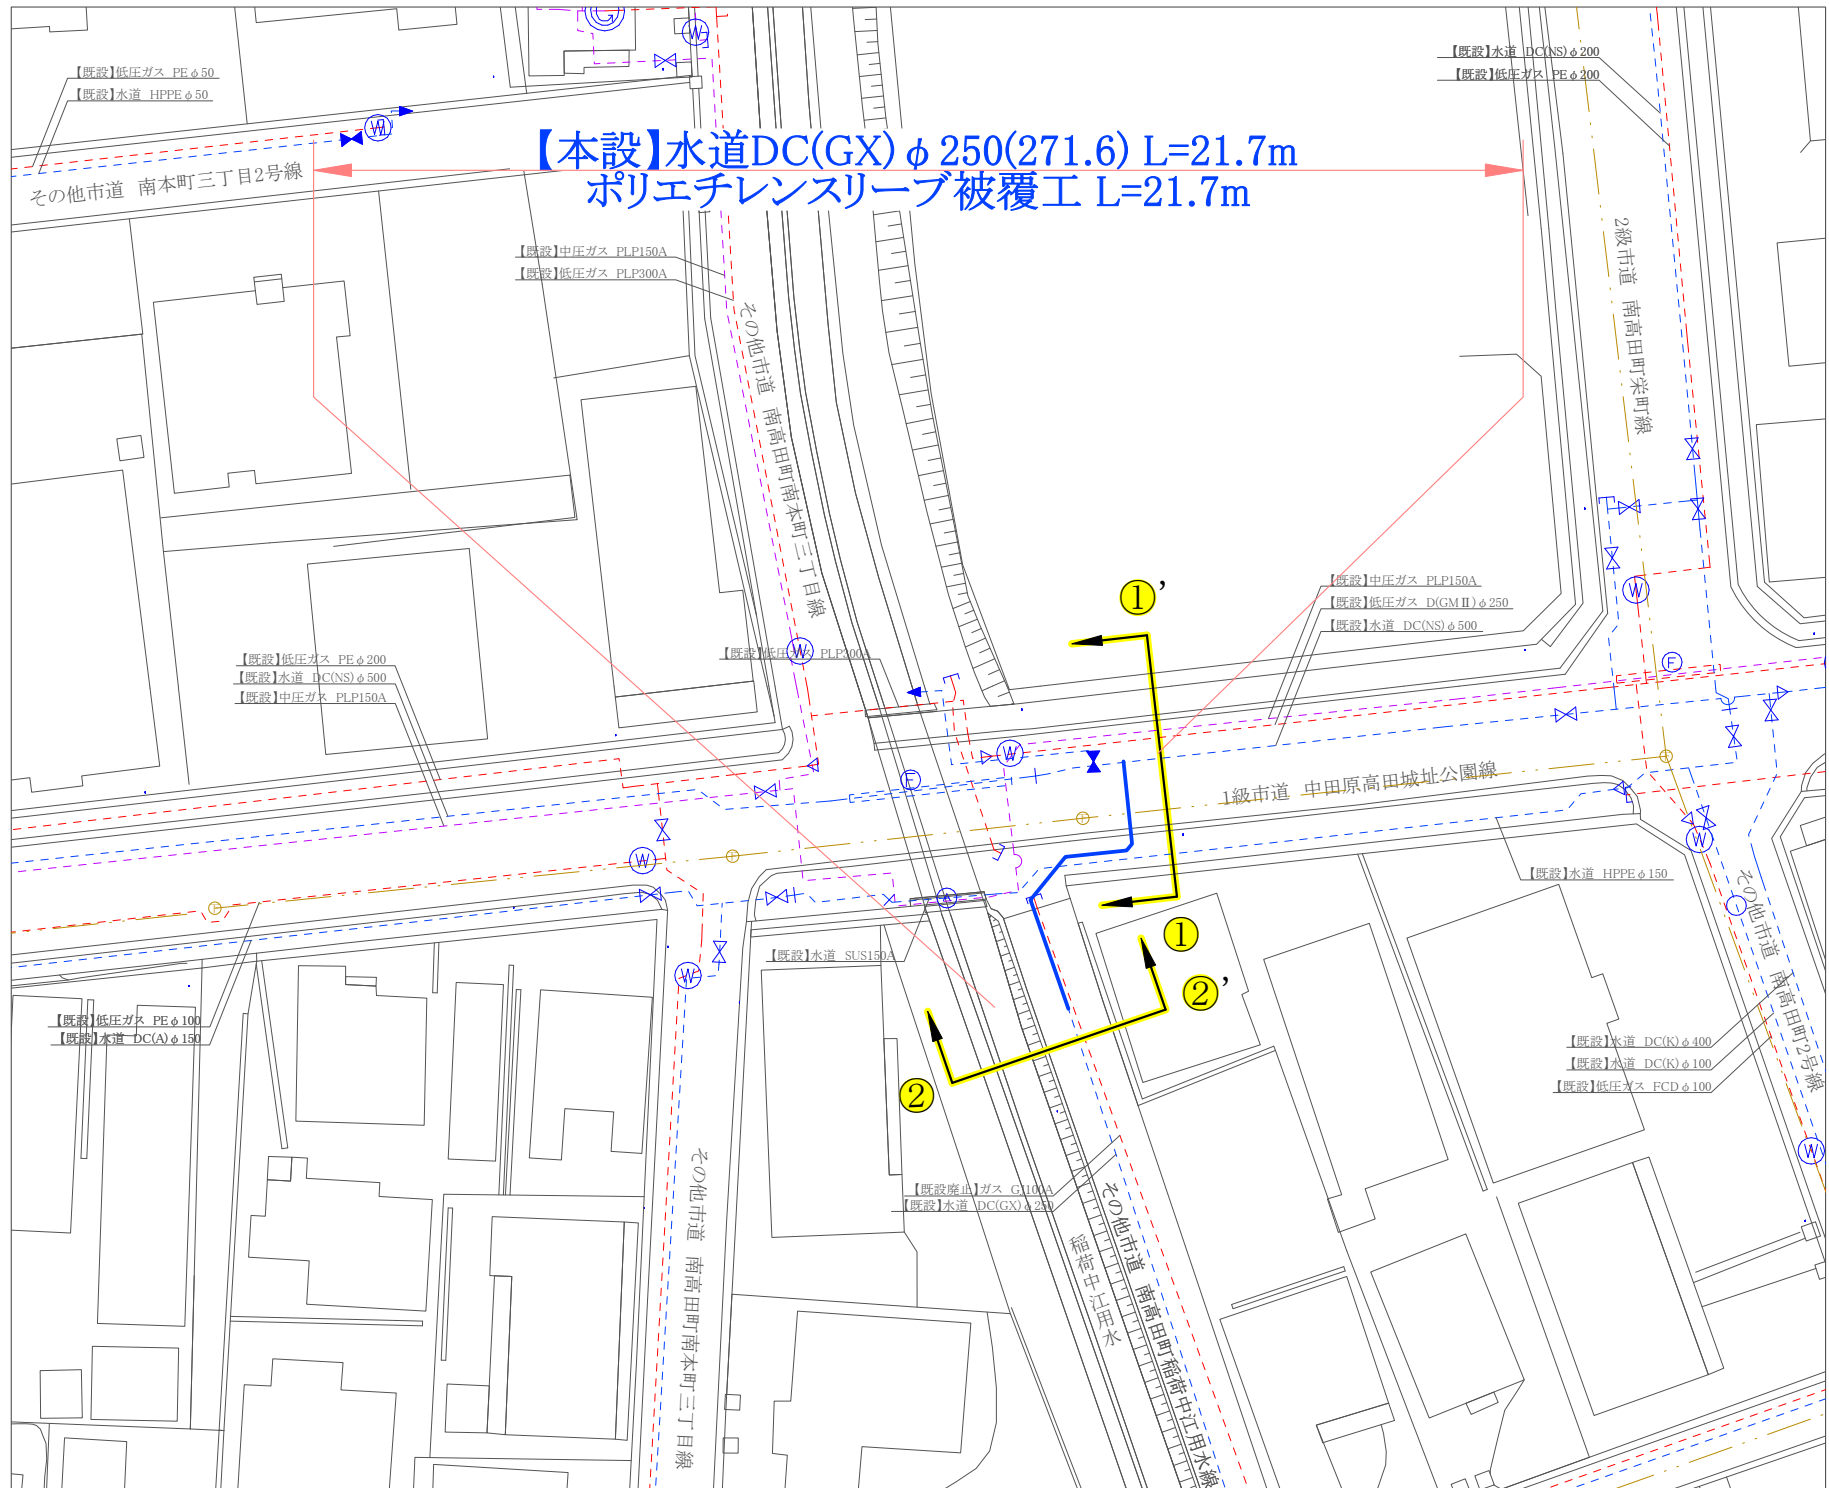 【既設】低圧ガス PEφ50
【既設】水道 HPPEφ50
【既設】水道 DC(NS)φ200
【既設】低圧ガス PEφ200
【本設】水道DC(GX)φ250(271.6) L=21.7m
ポリエチレンスリーブ被覆工 L=21.7m
その他市道 南本町三丁目2号線
【既設】中圧ガス PLP150A
【既設】低圧ガス PLP300A
その他市道 南高田町南本町三丁目線
2級市道 南高田町栄町線
①'
【既設】中圧ガス PLP150A
【既設】低圧ガス D(GMⅡ)φ250
【既設】水道 DC(NS)φ500
【既設】低圧ガス PLP300A
【既設】低圧ガス PEφ200
【既設】水道 DC(NS)φ500
【既設】中圧ガス PLP150A
1級市道 中田原高田城址公園線
【既設】水道 HPPEφ150
①
②'
②
【既設】水道 SUS150A
【既設】低圧ガス PEφ100
【既設】水道 DC(A)φ150
その他市道 南高田町2号線
【既設】水道 DC(K)φ400
【既設】水道 DC(K)φ100
【既設】低圧ガス FCDφ100
【既設廃止】ガス GJ100A
【既設】水道 DC(GX)φ250
その他市道 南高田町南本町三丁目線
稲荷中江用水
その他市道 南高田町稲荷中江用水線
W
W
W
W
W
W
W
W
W
W
F
F
A